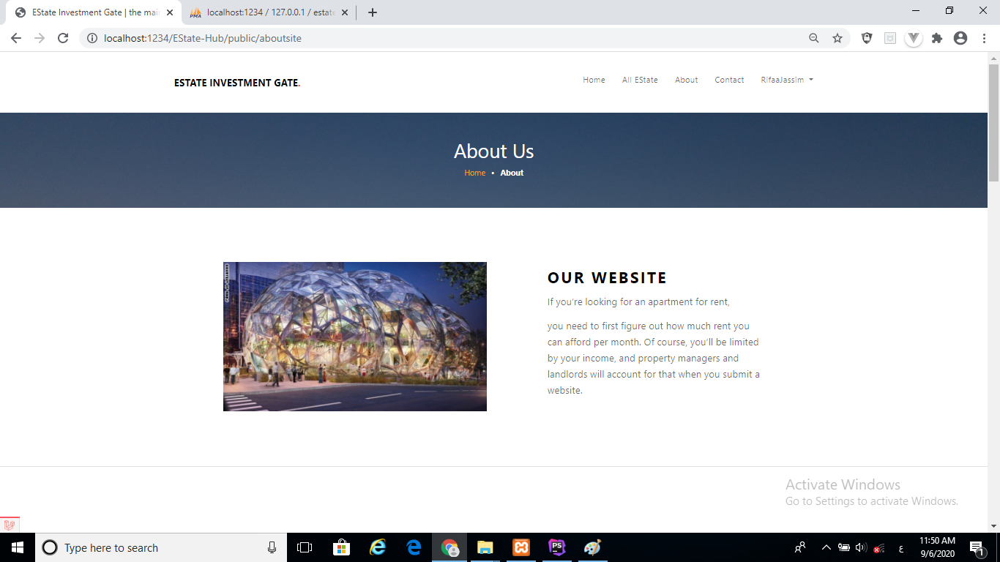 EState Investment Gate | the mai
localhost:1234 / 127.0.0.1 / estate
localhost:1234/EState-Hub/public/aboutsite
ESTATE INVESTMENT GATE.
Home
All EState
About
Contact
RifaaJassim
About Us
Home • About
OUR WEBSITE
If you're looking for an apartment for rent,
you need to first figure out how much rent you
can afford per month. Of course, you'll be limited
by your income, and property managers and
landlords will account for that when you submit a
website.
Activate Windows
Go to Settings to activate Windows.
Type here to search
PS
ع
11:50 AM
9/6/2020
1